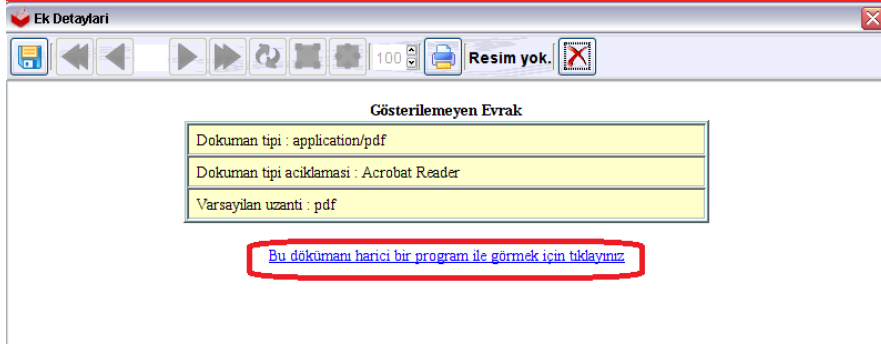 Ek Detaylari
100
Resim yok.
Gösterilemeyen Evrak
Dokuman tipi : application/pdf
Dokuman tipi aciklamasi : Acrobat Reader
Varsayilan uzanti : pdf
Bu dökümanı harici bir program ile görmek için tıklayınız